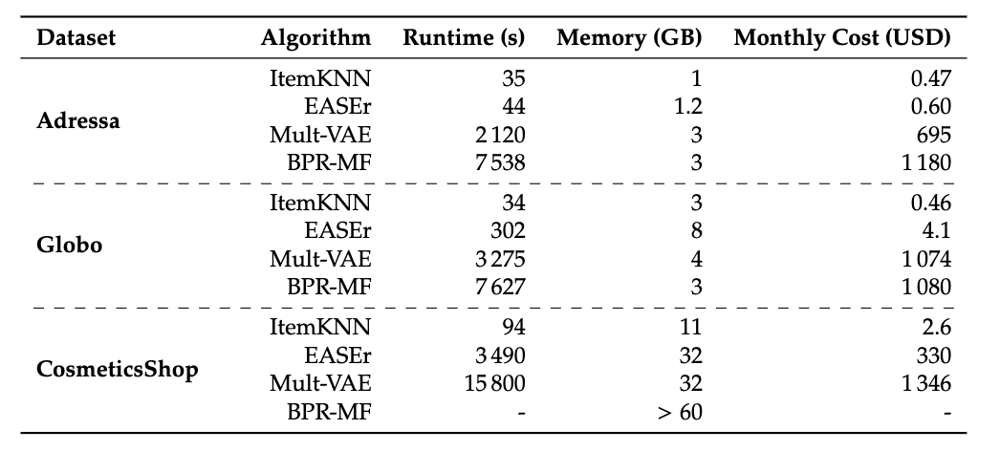 Dataset Algorithm Runtime (s) Memory (GB) Monthly Cost (USD)
Adressa
ItemKNN 35 1 0.47
EASEr 44 1.2 0.60
Mult-VAE 2 120 3 695
BPR-MF 7 538 3 1 180
Globo
ItemKNN 34 3 0.46
EASEr 302 8 4.1
Mult-VAE 3 275 4 1 074
BPR-MF 7 627 3 1 080
CosmeticsShop
ItemKNN 94 11 2.6
EASEr 3 490 32 330
Mult-VAE 15 800 32 1 346
BPR-MF - > 60 -